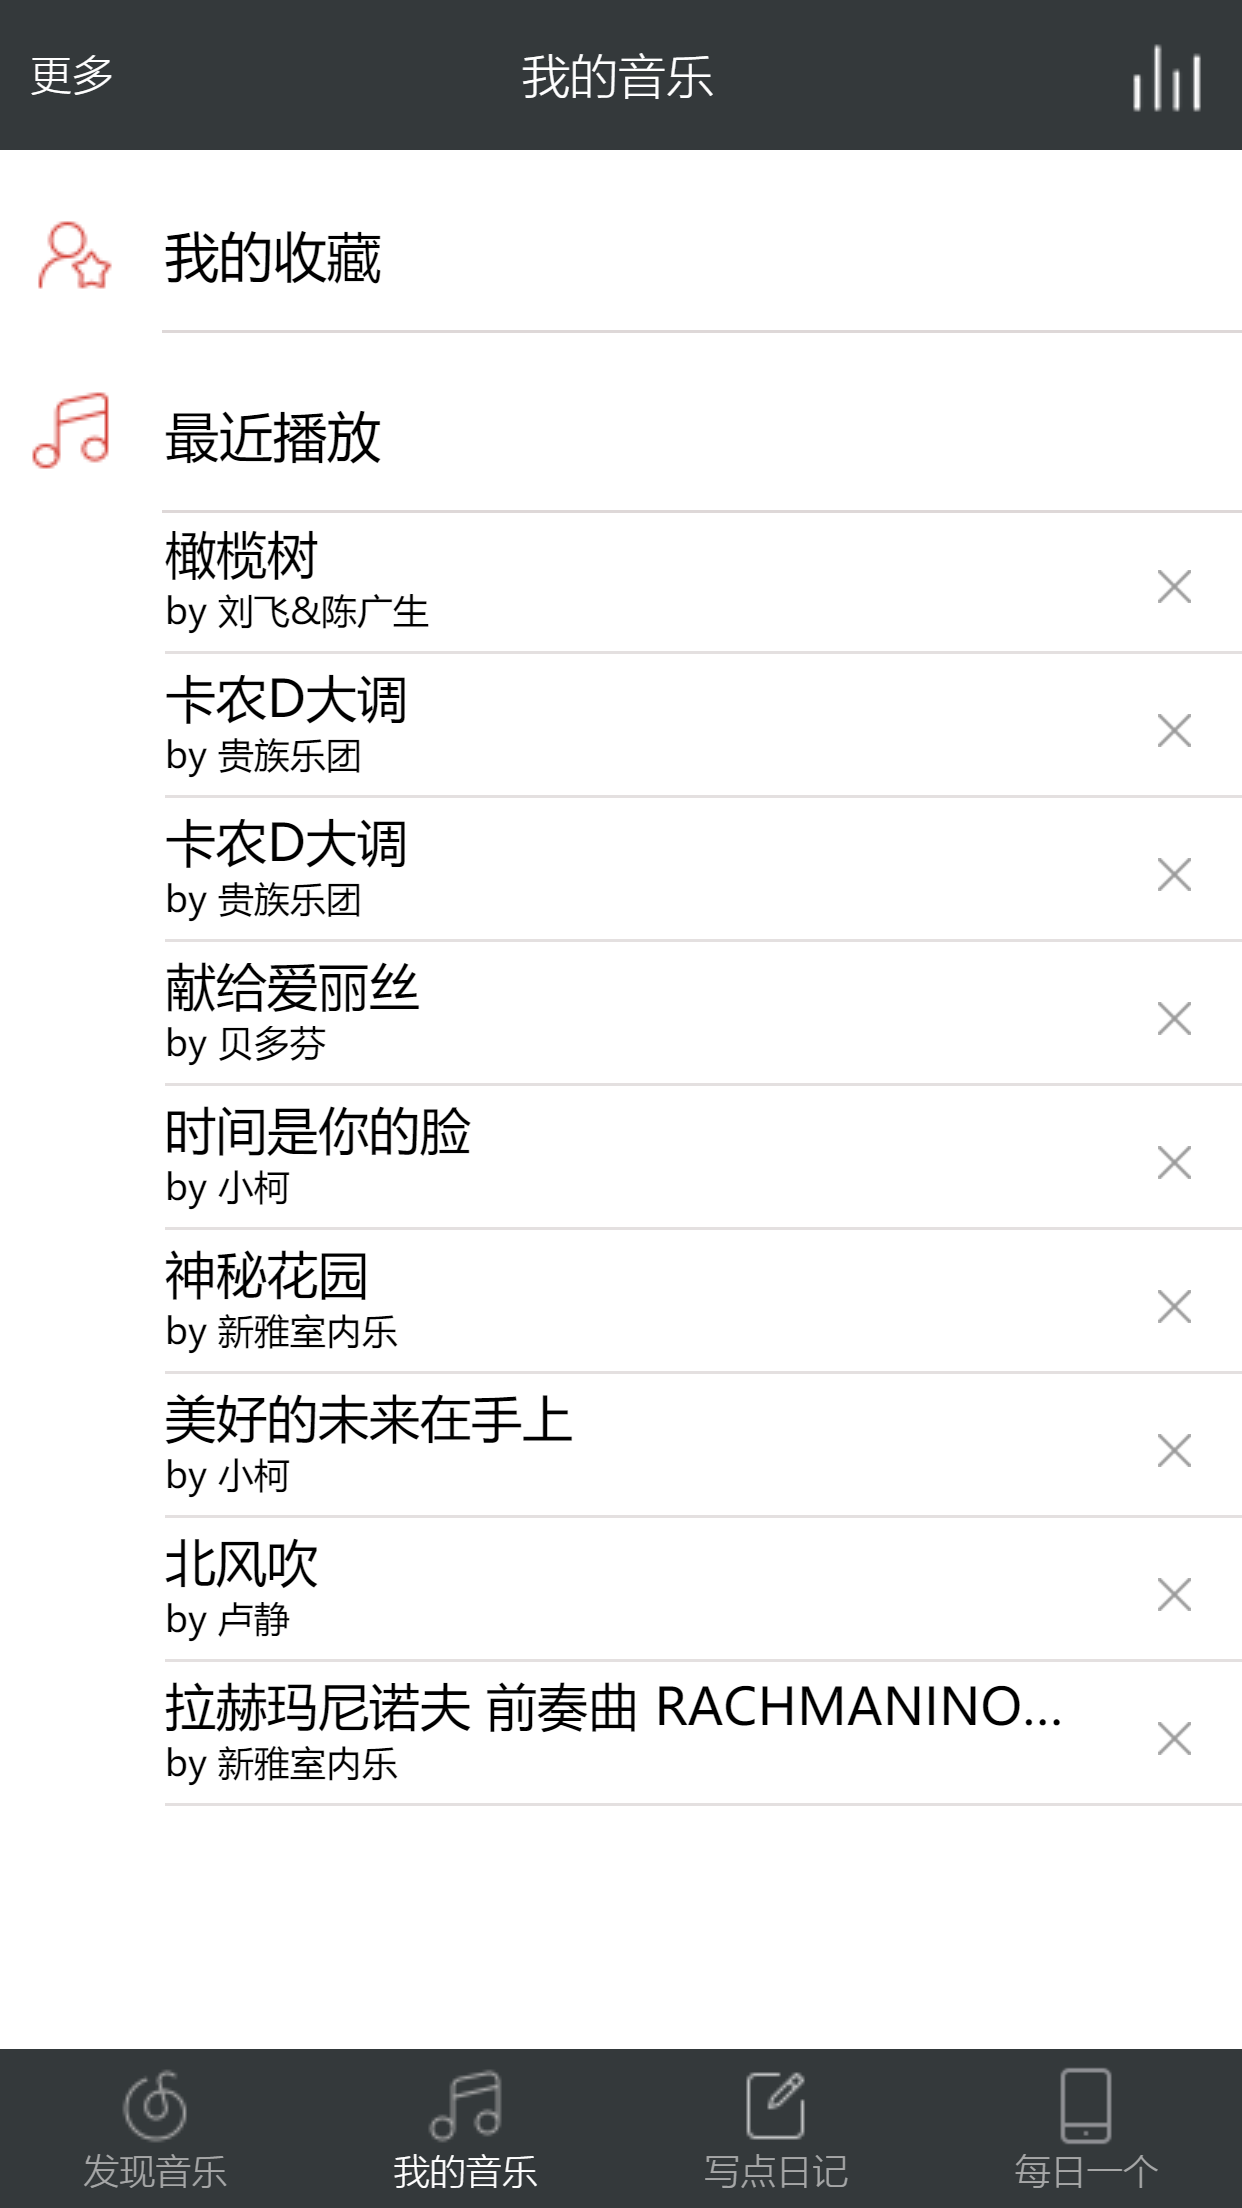 更多
我的音乐
我的收藏
最近播放
橄榄树
by 刘飞&陈广生
卡农D大调
by 贵族乐团
卡农D大调
by 贵族乐团
献给爱丽丝
by 贝多芬
时间是你的脸
by 小柯
神秘花园
by 新雅室内乐
美好的未来在手上
by 小柯
北风吹
by 卢静
拉赫玛尼诺夫 前奏曲 RACHMANINO...
by 新雅室内乐
发现音乐
我的音乐
写点日记
每日一个